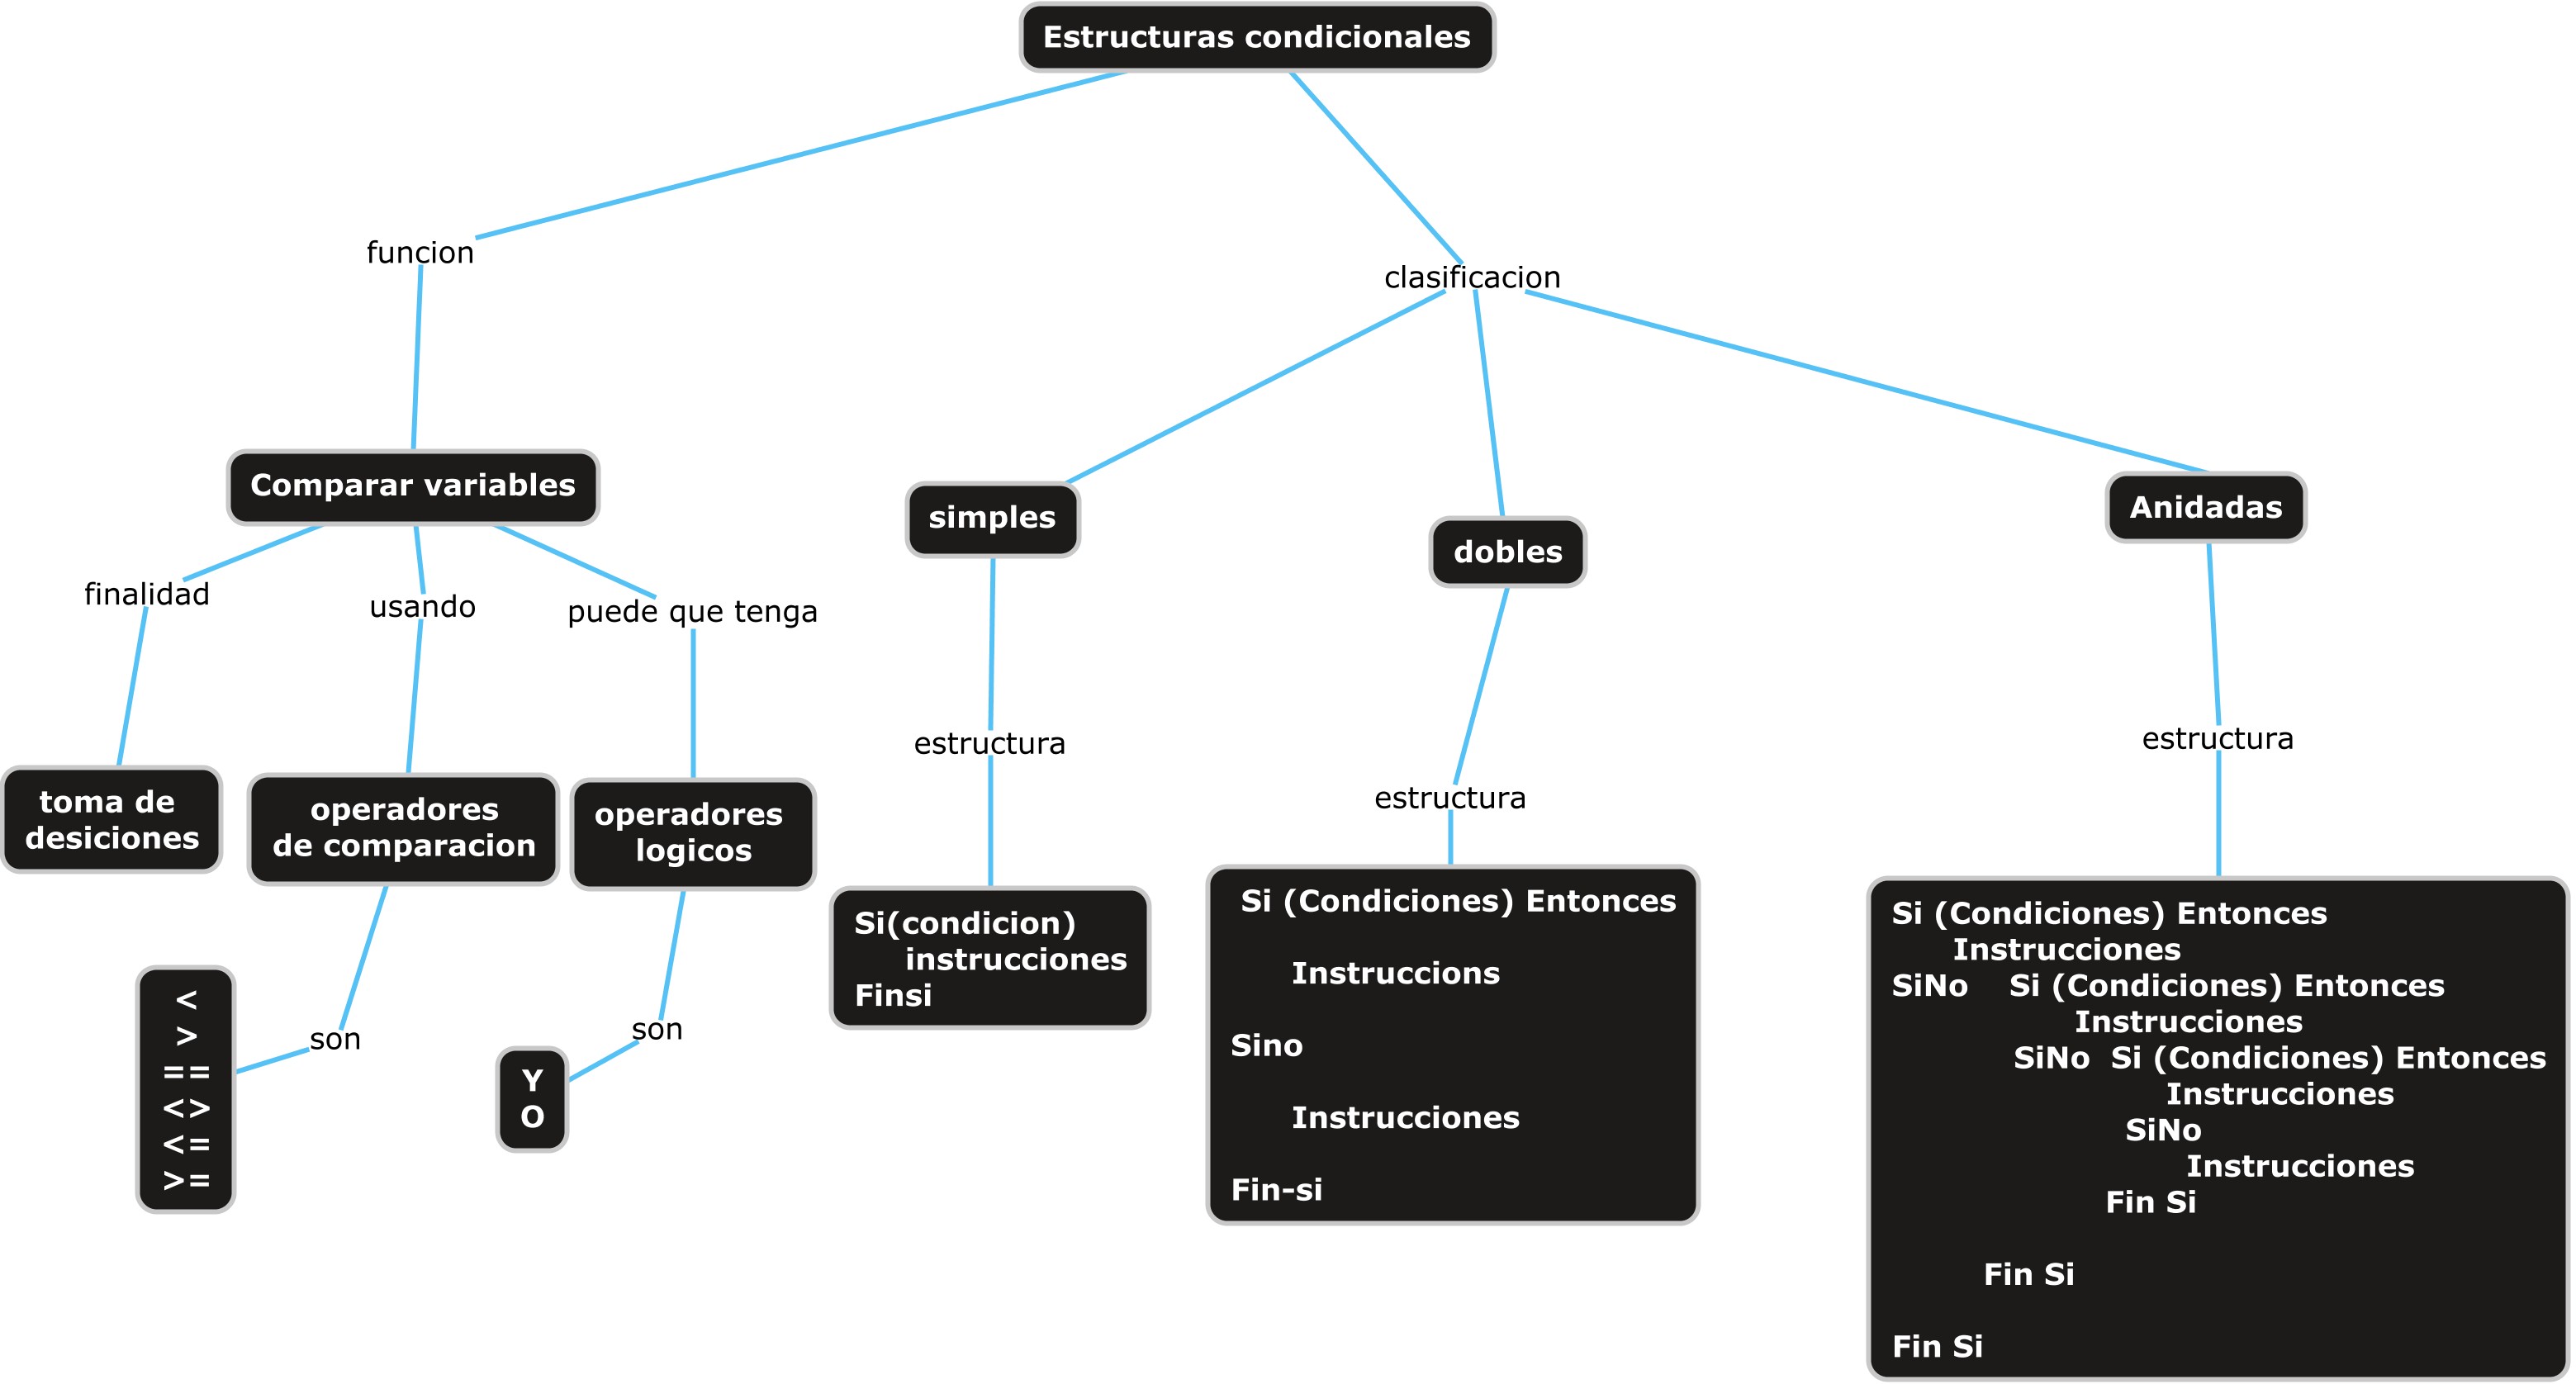 Estructuras condicionales
funcion
clasificacion
Comparar variables
simples
dobles
Anidadas
finalidad
usando
puede que tenga
estructura
estructura
estructura
toma de
desiciones
operadores
de comparacion
operadores
logicos
son
son
<
>
==
<>
<=
>=
Y
O
Si(condicion)
instrucciones
Finsi
Si (Condiciones) Entonces
Instruccions
Sino
Instrucciones
Fin-si
Si (Condiciones) Entonces
Instrucciones
SiNo Si (Condiciones) Entonces
Instrucciones
SiNo Si (Condiciones) Entonces
Instrucciones
SiNo
Instrucciones
Fin Si
Fin Si
Fin Si